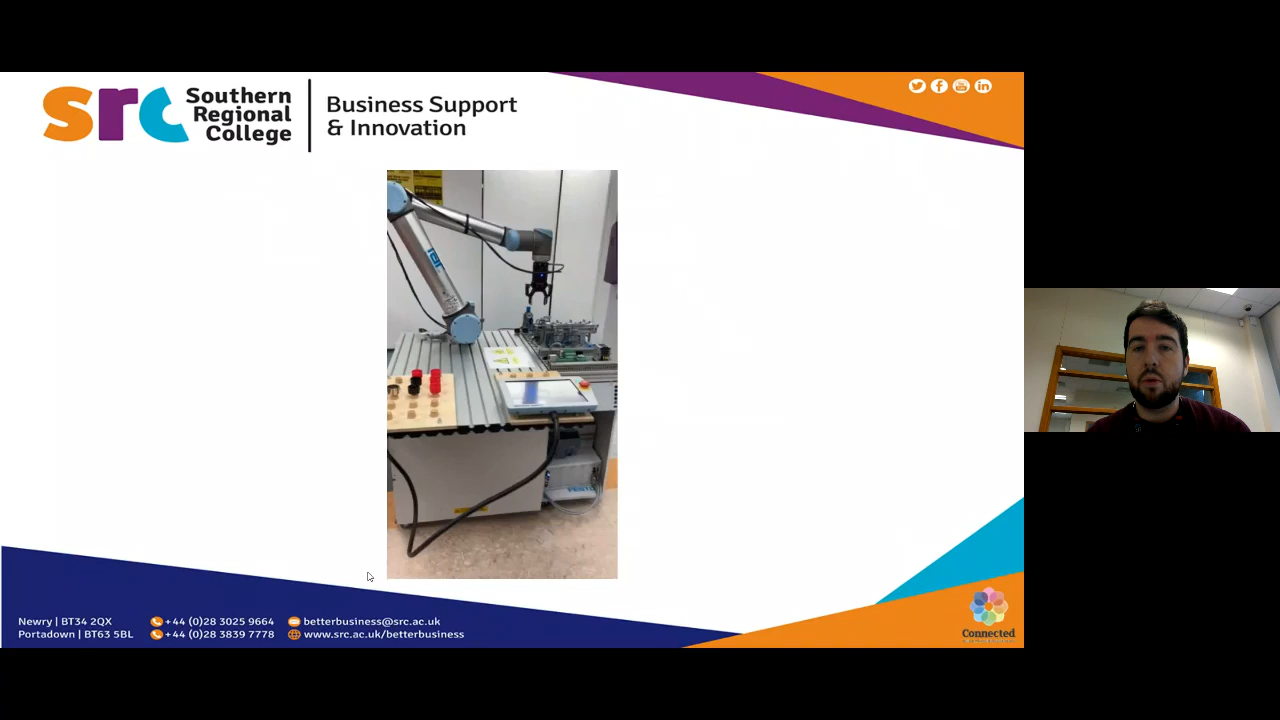 src
Southern
Regional
College
Business Support
& Innovation
FESTO
Newry | BT34 2QX
Portadown | BT63 5BL
+44 (0)28 3025 9664
+44 (0)28 3839 7778
betterbusiness@src.ac.uk
www.src.ac.uk/betterbusiness
Connected